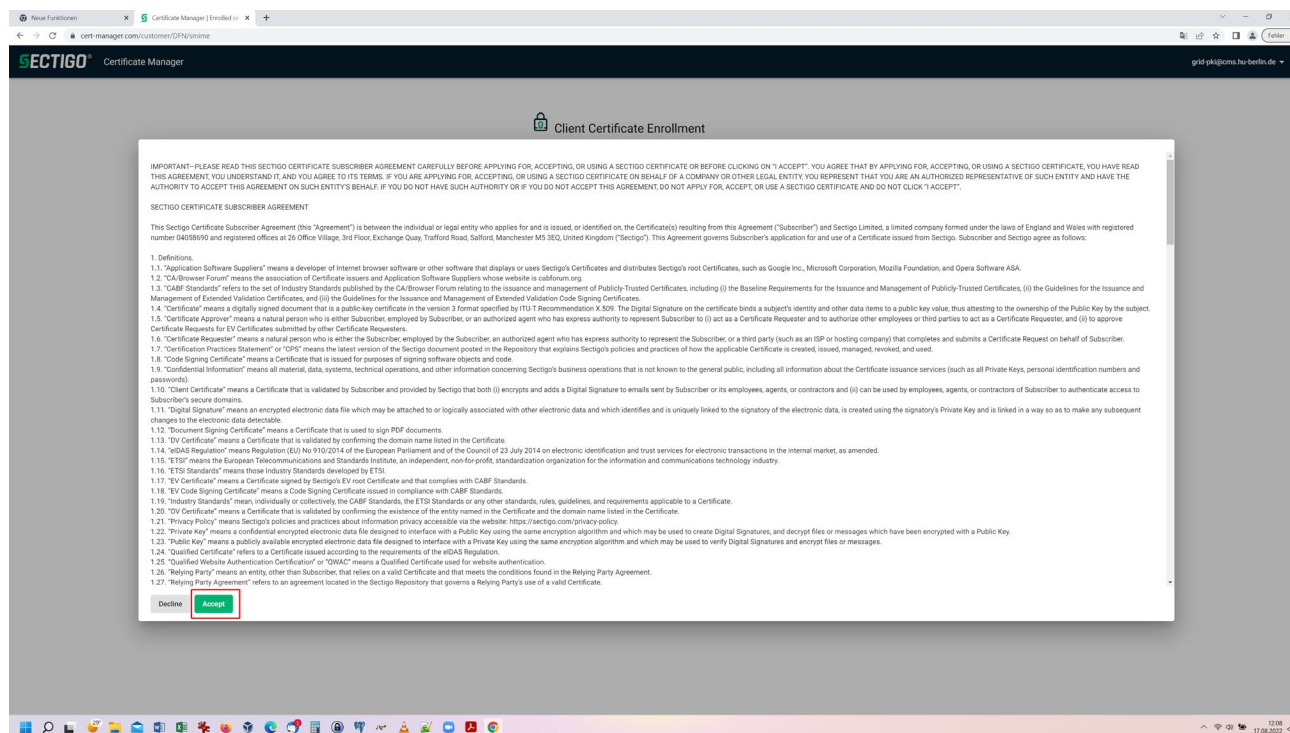 Neue Funktionen
Certificate Manager | Enrolled ce
cert-manager.com/customer/DFN/smime
Fehler
SECTIGO® Certificate Manager
grid-pki@cms.hu-berlin.de
Client Certificate Enrollment
IMPORTANT—PLEASE READ THIS SECTIGO CERTIFICATE SUBSCRIBER AGREEMENT CAREFULLY BEFORE APPLYING FOR, ACCEPTING, OR USING A SECTIGO CERTIFICATE OR BEFORE CLICKING ON "I ACCEPT". YOU AGREE THAT BY APPLYING FOR, ACCEPTING, OR USING A SECTIGO CERTIFICATE, YOU HAVE READ
THIS AGREEMENT, YOU UNDERSTAND IT, AND YOU AGREE TO ITS TERMS. IF YOU ARE APPLYING FOR, ACCEPTING, OR USING A SECTIGO CERTIFICATE ON BEHALF OF A COMPANY OR OTHER LEGAL ENTITY, YOU REPRESENT THAT YOU ARE AN AUTHORIZED REPRESENTATIVE OF SUCH ENTITY AND HAVE THE
AUTHORITY TO ACCEPT THIS AGREEMENT ON SUCH ENTITY'S BEHALF. IF YOU DO NOT HAVE SUCH AUTHORITY OR IF YOU DO NOT ACCEPT THIS AGREEMENT, DO NOT APPLY FOR, ACCEPT, OR USE A SECTIGO CERTIFICATE AND DO NOT CLICK "I ACCEPT".
SECTIGO CERTIFICATE SUBSCRIBER AGREEMENT
This Sectigo Certificate Subscriber Agreement (this "Agreement") is between the individual or legal entity who applies for and is issued, or identified on, the Certificate(s) resulting from this Agreement ("Subscriber") and Sectigo Limited, a limited company formed under the laws of England and Wales with registered
number 04058690 and registered offices at 26 Office Village, 3rd Floor, Exchange Quay, Trafford Road, Salford, Manchester M5 3EQ, United Kingdom ("Sectigo"). This Agreement governs Subscriber's application for and use of a Certificate issued from Sectigo. Subscriber and Sectigo agree as follows:
1. Definitions.
1.1. "Application Software Suppliers" means a developer of Internet browser software or other software that displays or uses Sectigo's Certificates and distributes Sectigo's root Certificates, such as Google Inc., Microsoft Corporation, Mozilla Foundation, and Opera Software ASA.
1.2. "CA/Browser Forum" means the association of Certificate issuers and Application Software Suppliers whose website is cabforum.org.
1.3. "CABF Standards" refers to the set of Industry Standards published by the CA/Browser Forum relating to the issuance and management of Publicly-Trusted Certificates, including (i) the Baseline Requirements for the Issuance and Management of Publicly-Trusted Certificates, (ii) the Guidelines for the Issuance and
Management of Extended Validation Certificates, and (iii) the Guidelines for the Issuance and Management of Extended Validation Code Signing Certificates.
1.4. "Certificate" means a digitally signed document that is a public-key certificate in the version 3 format specified by ITU-T Recommendation X.509. The Digital Signature on the certificate binds a subject's identity and other data items to a public key value, thus attesting to the ownership of the Public Key by the subject.
1.5. "Certificate Approver" means a natural person who is either Subscriber, employed by Subscriber, or an authorized agent who has express authority to represent Subscriber to (i) act as a Certificate Requester and to authorize other employees or third parties to act as a Certificate Requester, and (ii) to approve
Certificate Requests for EV Certificates submitted by other Certificate Requesters.
1.6. "Certificate Requester" means a natural person who is either the Subscriber, employed by the Subscriber, an authorized agent who has express authority to represent the Subscriber, or a third party (such as an ISP or hosting company) that completes and submits a Certificate Request on behalf of Subscriber.
1.7. "Certification Practices Statement" or "CPS" means the latest version of the Sectigo document posted in the Repository that explains Sectigo's policies and practices of how the applicable Certificate is created, issued, managed, revoked, and used.
1.8. "Code Signing Certificate" means a Certificate that is issued for purposes of signing software objects and code.
1.9. "Confidential Information" means all material, data, systems, technical operations, and other information concerning Sectigo's business operations that is not known to the general public, including all information about the Certificate issuance services (such as all Private Keys, personal identification numbers and
passwords).
1.10. "Client Certificate" means a Certificate that is validated by Subscriber and provided by Sectigo that both (i) encrypts and adds a Digital Signature to emails sent by Subscriber or its employees, agents, or contractors and (ii) can be used by employees, agents, or contractors of Subscriber to authenticate access to
Subscriber's secure domains.
1.11. "Digital Signature" means an encrypted electronic data file which may be attached to or logically associated with other electronic data and which identifies and is uniquely linked to the signatory of the electronic data, is created using the signatory's Private Key and is linked in a way so as to make any subsequent
changes to the electronic data detectable.
1.12. "Document Signing Certificate" means a Certificate that is used to sign PDF documents.
1.13. "DV Certificate" means a Certificate that is validated by confirming the domain name listed in the Certificate.
1.14. "eIDAS Regulation" means Regulation (EU) No 910/2014 of the European Parliament and of the Council of 23 July 2014 on electronic identification and trust services for electronic transactions in the internal market, as amended.
1.15. "ETSI" means the European Telecommunications and Standards Institute, an independent, non-for-profit, standardization organization for the information and communications technology industry.
1.16. "ETSI Standards" means those Industry Standards developed by ETSI.
1.17. "EV Certificate" means a Certificate signed by Sectigo's EV root Certificate and that complies with CABF Standards.
1.18. "EV Code Signing Certificate" means a Code Signing Certificate issued in compliance with CABF Standards.
1.19. "Industry Standards" mean, individually or collectively, the CABF Standards, the ETSI Standards or any other standards, rules, guidelines, and requirements applicable to a Certificate.
1.20. "OV Certificate" means a Certificate that is validated by confirming the existence of the entity named in the Certificate and the domain name listed in the Certificate.
1.21. "Privacy Policy" means Sectigo's policies and practices about information privacy accessible via the website: https://sectigo.com/privacy-policy.
1.22. "Private Key" means a confidential encrypted electronic data file designed to interface with a Public Key using the same encryption algorithm and which may be used to create Digital Signatures, and decrypt files or messages which have been encrypted with a Public Key.
1.23. "Public Key" means a publicly available encrypted electronic data file designed to interface with a Private Key using the same encryption algorithm and which may be used to verify Digital Signatures and encrypt files or messages.
1.24. "Qualified Certificate" refers to a Certificate issued according to the requirements of the eIDAS Regulation.
1.25. "Qualified Website Authentication Certification" or "QWAC" means a Qualified Certificate used for website authentication.
1.26. "Relying Party" means an entity, other than Subscriber, that relies on a valid Certificate and that meets the conditions found in the Relying Party Agreement.
1.27. "Relying Party Agreement" refers to an agreement located in the Sectigo Repository that governs a Relying Party's use of a valid Certificate.
Decline
Accept
29°
12:08
17.08.2022